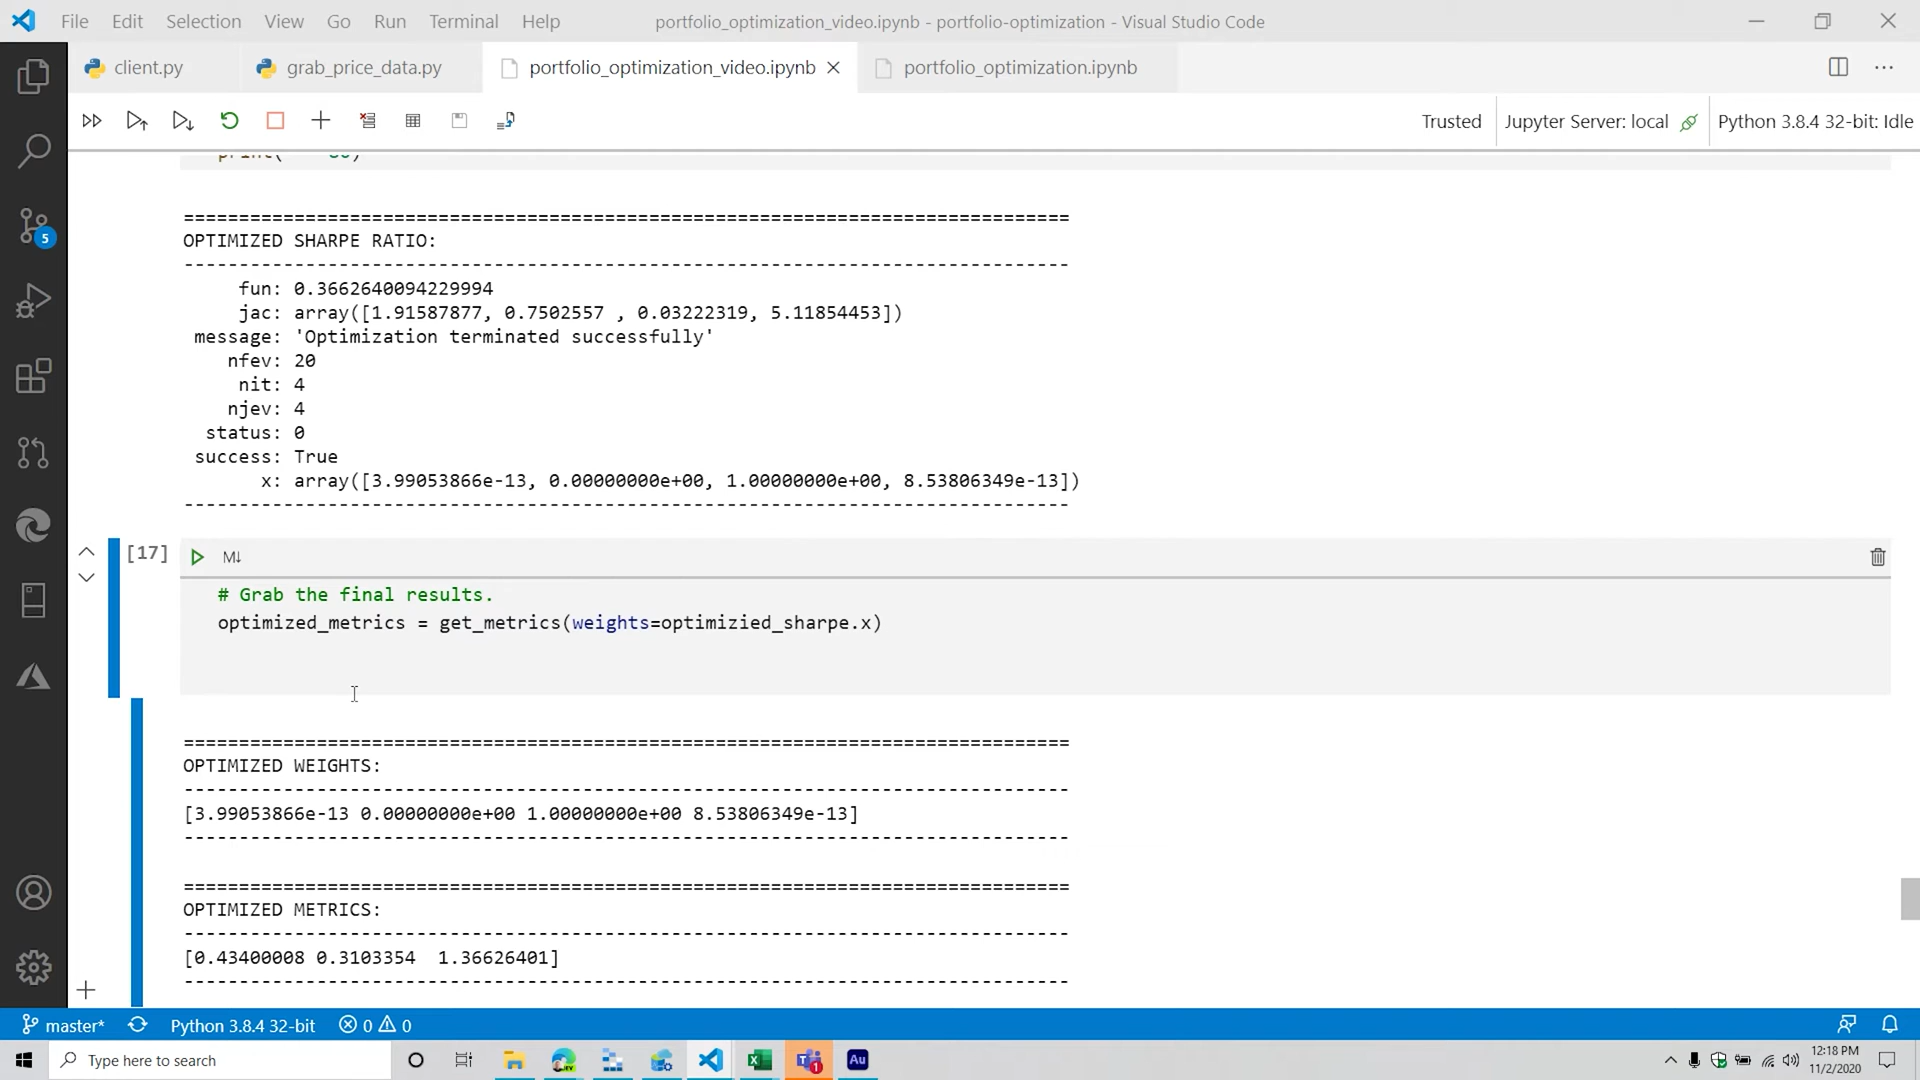 File Edit Selection View Go Run Terminal Help portfolio_optimization_video.ipynb - portfolio-optimization - Visual Studio Code
client.py grab_price_data.py portfolio_optimization_video.ipynb portfolio_optimization.ipynb
Trusted Jupyter Server: local Python 3.8.4 32-bit: Idle
================================================================================
OPTIMIZED SHARPE RATIO:
--------------------------------------------------------------------------------
fun: 0.3662640094229994
jac: array([1.91587877, 0.7502557 , 0.03222319, 5.11854453])
message: 'Optimization terminated successfully'
nfev: 20
nit: 4
njev: 4
status: 0
success: True
x: array([3.99053866e-13, 0.00000000e+00, 1.00000000e+00, 8.53806349e-13])
--------------------------------------------------------------------------------
[17] M↓
# Grab the final results.
optimized_metrics = get_metrics(weights=optimizied_sharpe.x)
================================================================================
OPTIMIZED WEIGHTS:
--------------------------------------------------------------------------------
[3.99053866e-13 0.00000000e+00 1.00000000e+00 8.53806349e-13]
--------------------------------------------------------------------------------
================================================================================
OPTIMIZED METRICS:
--------------------------------------------------------------------------------
[0.43400008 0.3103354  1.36626401]
--------------------------------------------------------------------------------
5
master* Python 3.8.4 32-bit 0 0
Type here to search
Au
1
12:18 PM
11/2/2020